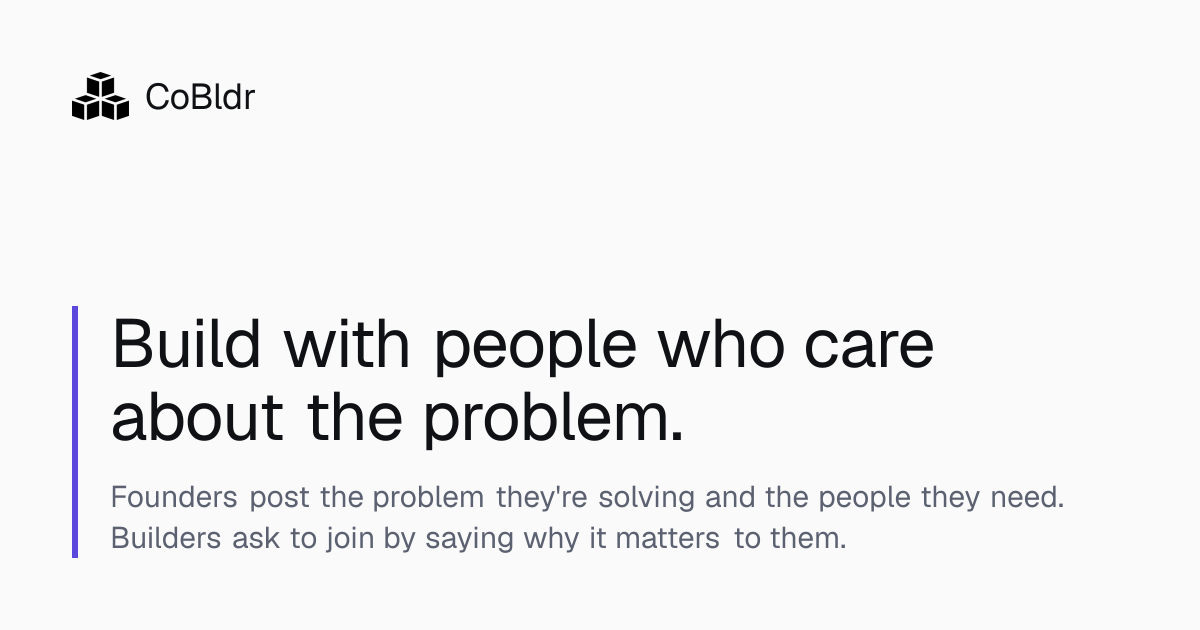 CoBldr
Build with people who care
about the problem.
Founders post the problem they're solving and the people they need.
Builders ask to join by saying why it matters to them.